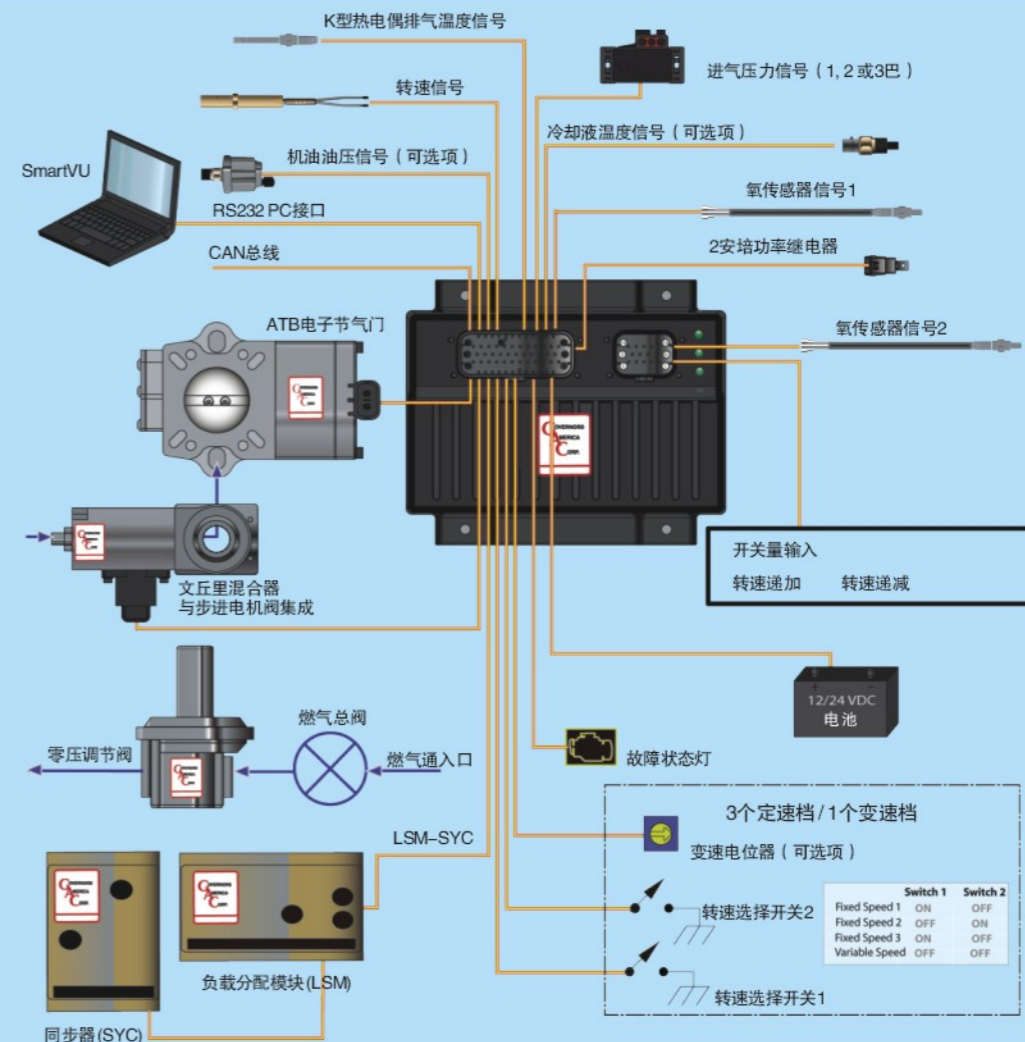 K型热电偶排气温度信号
进气压力信号（1, 2 或3巴）
转速信号
冷却液温度信号（可选项）
机油油压信号（可选项）
SmartVU
氧传感器信号1
RS232 PC接口
2安培功率继电器
CAN总线
ATB电子节气门
氧传感器信号2
GOVERNORS
AMERICA
CORP.
开关量输入
转速递加 转速递减
文丘里混合器
与步进电机阀集成
12/24 VDC
电池
燃气总阀
零压调节阀
燃气通入口
故障状态灯
3个定速档 / 1个变速档
LSM–SYC
变速电位器（可选项）
Switch 1 Switch 2
Fixed Speed 1 ON OFF
Fixed Speed 2 OFF ON
Fixed Speed 3 ON OFF
Variable Speed OFF OFF
转速选择开关2
GOVERNORS
AMERICA
CORP.
GOVERNORS
AMERICA
CORP.
负载分配模块(LSM)
转速选择开关1
同步器(SYC)